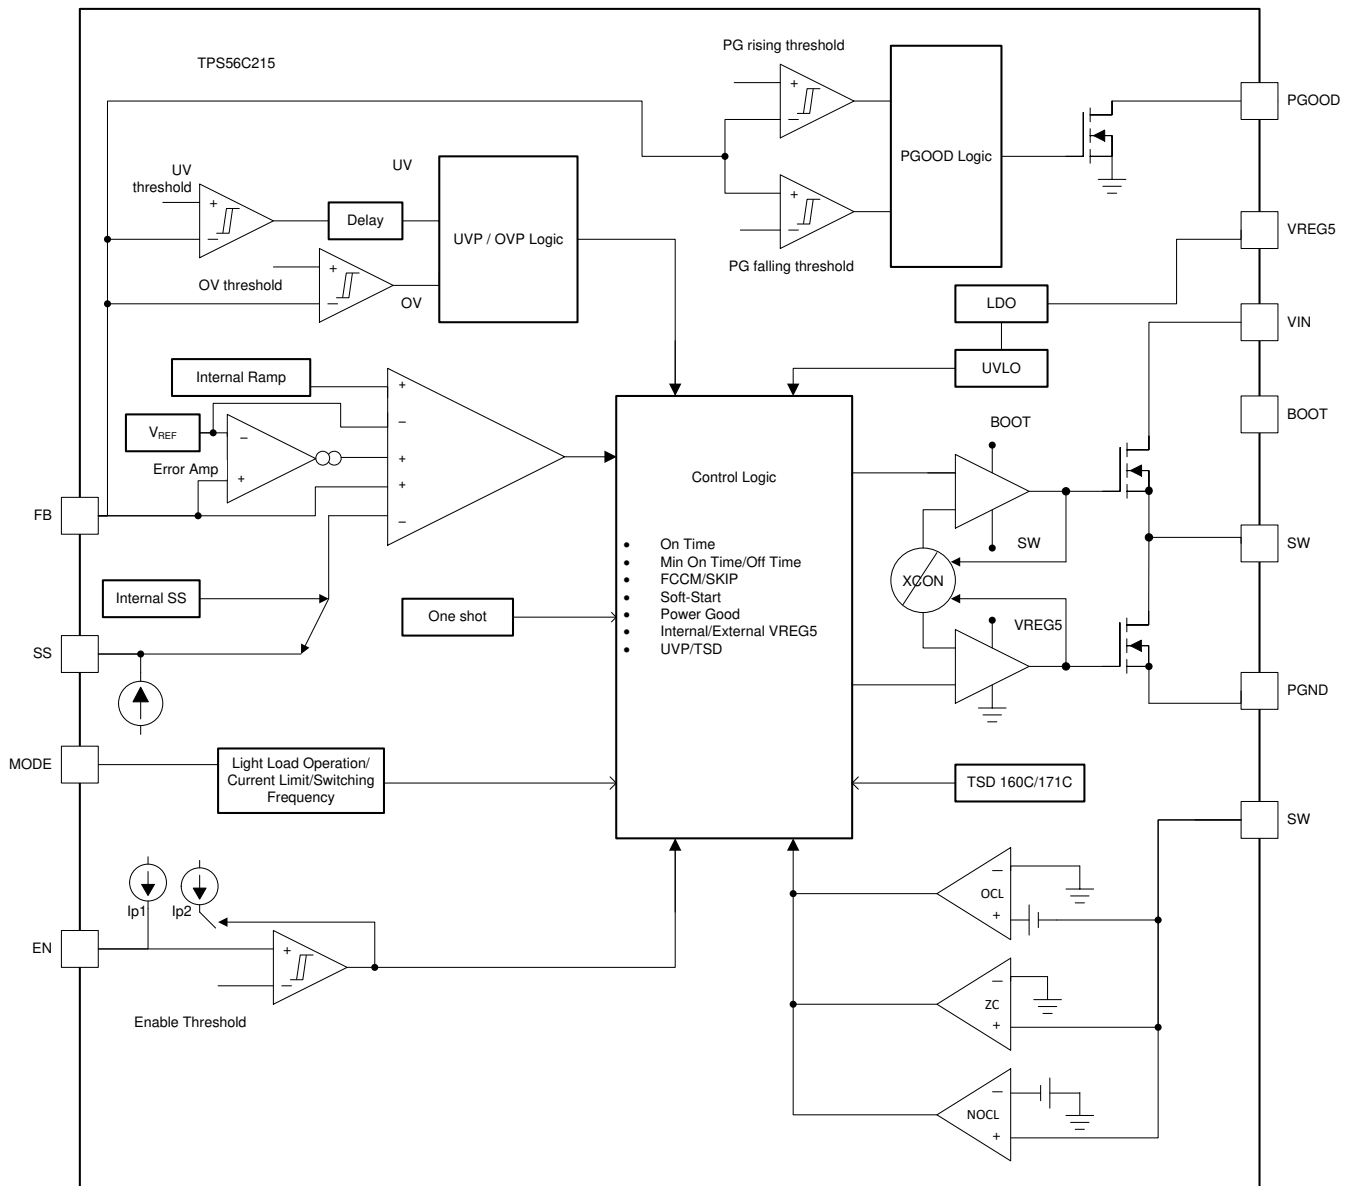 TPS56C215
PG rising threshold
+
−
PGOOD Logic
PGOOD
UV
UV
threshold
+
−
Delay
UVP / OVP Logic
+
−
PG falling threshold
VREG5
OV threshold
+
−
OV
LDO
VIN
UVLO
Internal Ramp
+
−
+
+
−
VREF
−
+
Error Amp
BOOT
BOOT
Control Logic
FB
SW
SW
• On Time
• Min On Time/Off Time
• FCCM/SKIP
• Soft-Start
• Power Good
• Internal/External VREG5
• UVP/TSD
XCON
Internal SS
One shot
VREG5
SS
PGND
MODE
Light Load Operation/
Current Limit/Switching
Frequency
TSD 160C/171C
SW
Ip1
Ip2
−
OCL
+
EN
+
−
Enable Threshold
−
ZC
+
−
NOCL
+